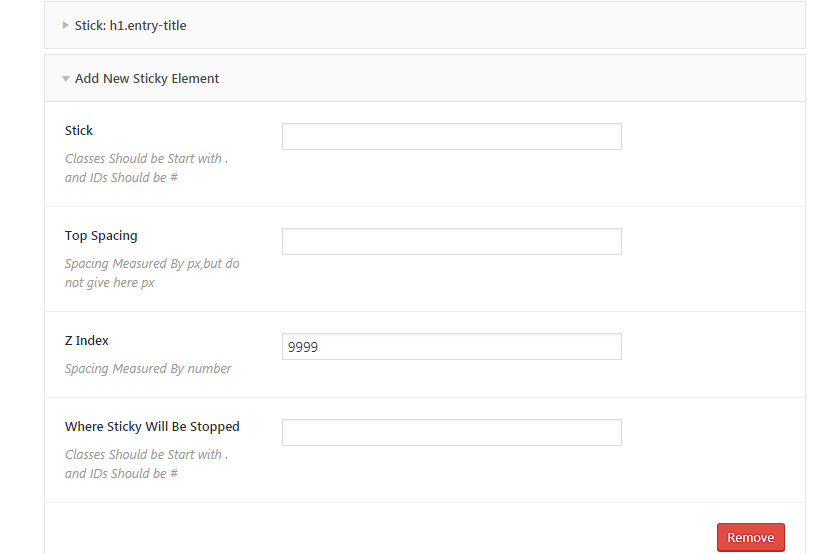 Stick: h1.entry-title
Add New Sticky Element
Stick
Classes Should be Start with .
and IDs Should be #
Top Spacing
Spacing Measured By px,but do
not give here px
Z Index
9999
Spacing Measured By number
Where Sticky Will Be Stopped
Classes Should be Start with .
and IDs Should be #
Remove